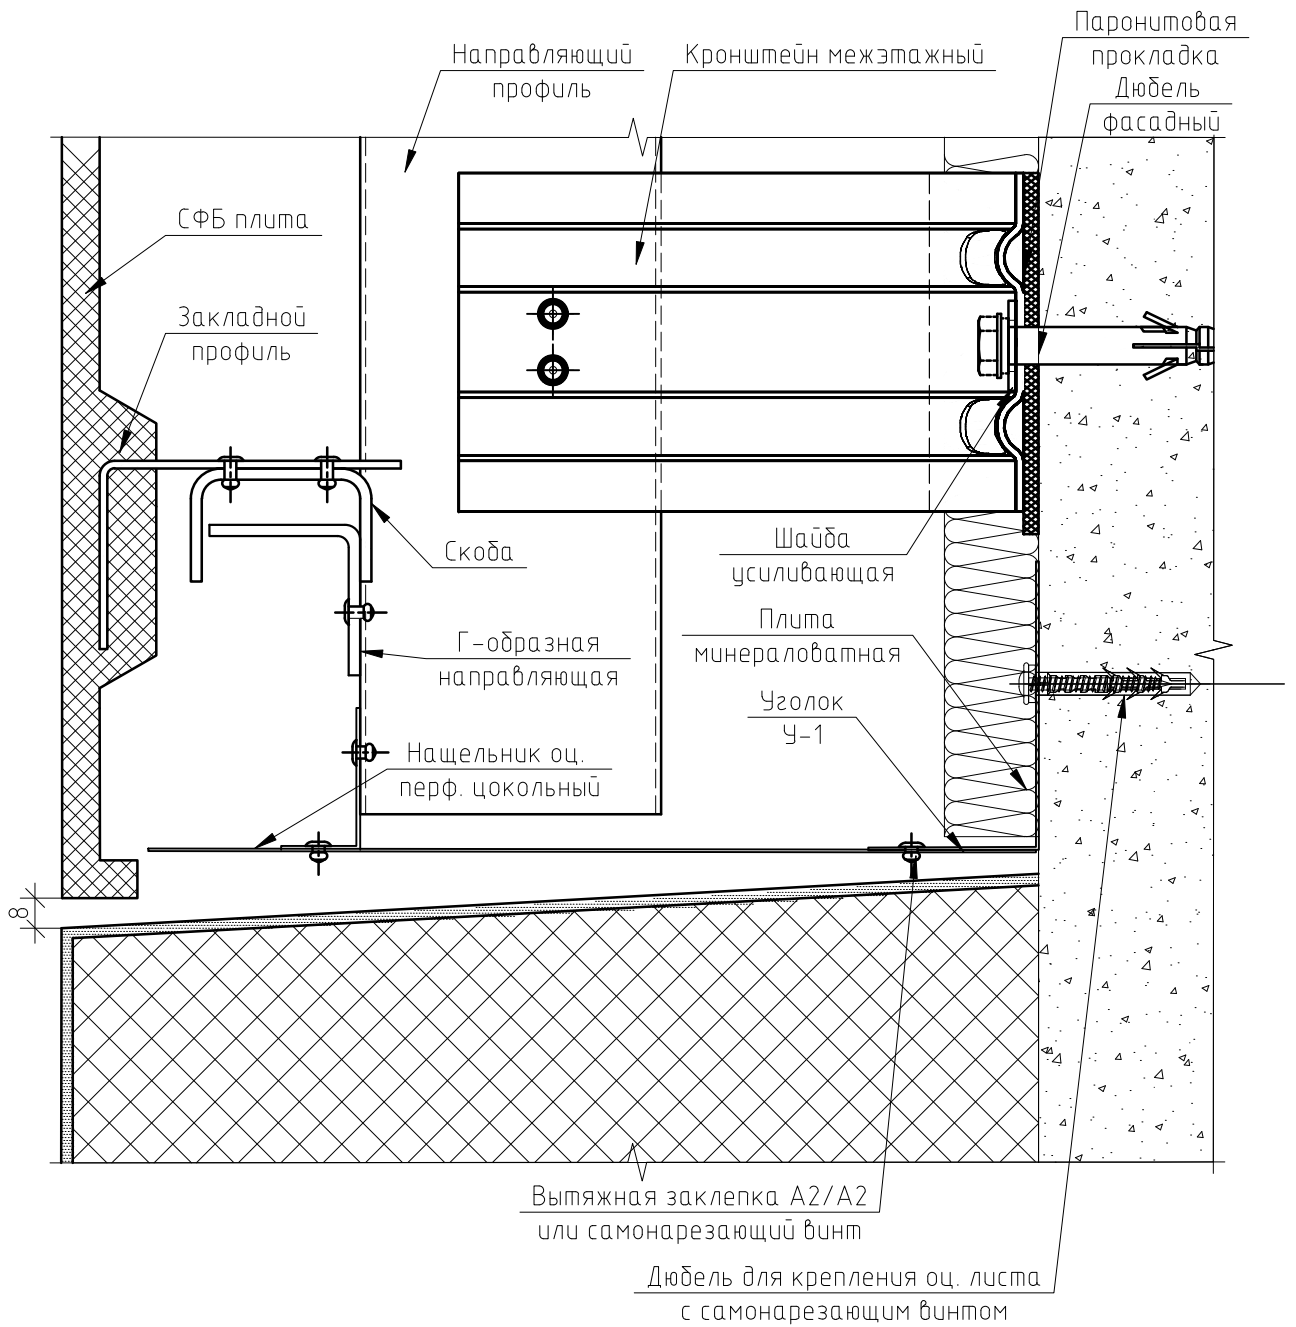 Паронитовая
прокладка
Направляющий
профиль
Кронштейн межэтажный
Дюбель
фасадный
СФБ плита
Закладной
профиль
Скоба
Шайба
усиливающая
Г-образная
направляющая
Плита
минераловатная
Уголок
У-1
Нащельник оц.
перф. цокольный
8
Вытяжная заклепка А2/А2
или самонарезающий винт
Дюбель для крепления оц. листа
с самонарезающим винтом